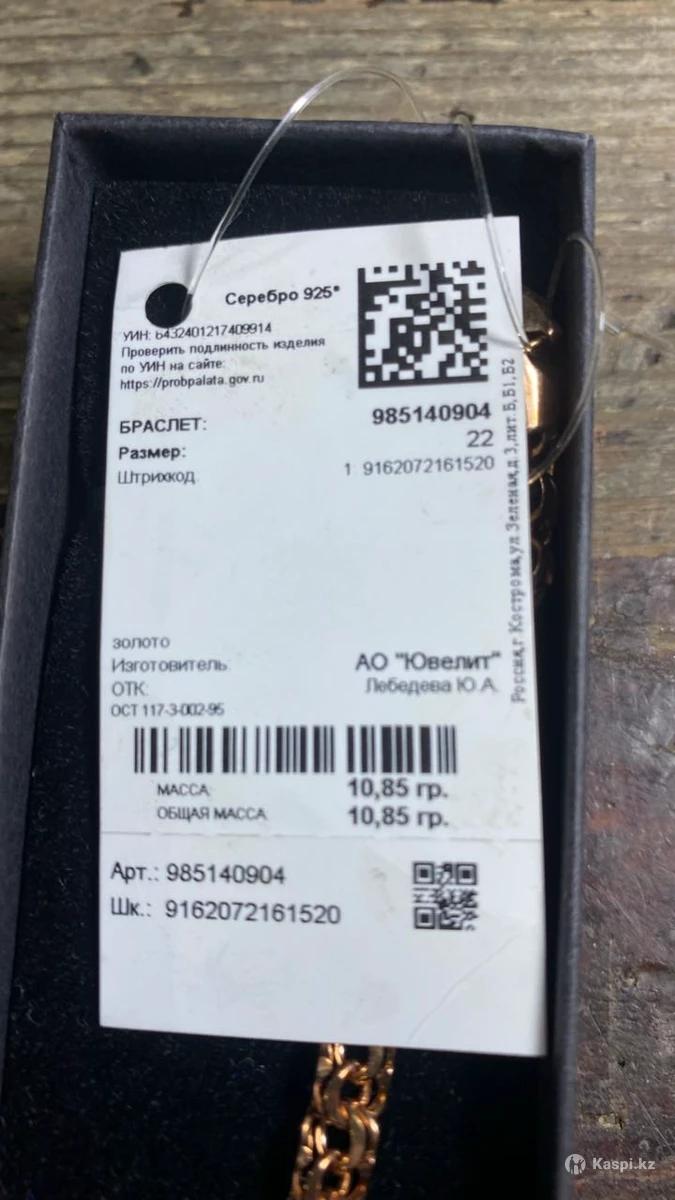 Серебро 925°
УИН: 6432401217409914
Проверить подлинность изделия
по УИН на сайте:
https://probpalata.gov.ru
БРАСЛЕТ: 985140904
Размер: 22
Штрихкод 1 9162072161520
Россия,г Кострома,ул Зеленая,д 3,лит Б,Б1,Б2
золото
Изготовитель: АО "Ювелит"
ОТК: Лебедева Ю.А.
ОСТ 117-3-002-95
МАССА: 10,85 гр.
ОБЩАЯ МАССА: 10,85 гр.
Арт.: 985140904
Шк.: 9162072161520
Kaspi.kz